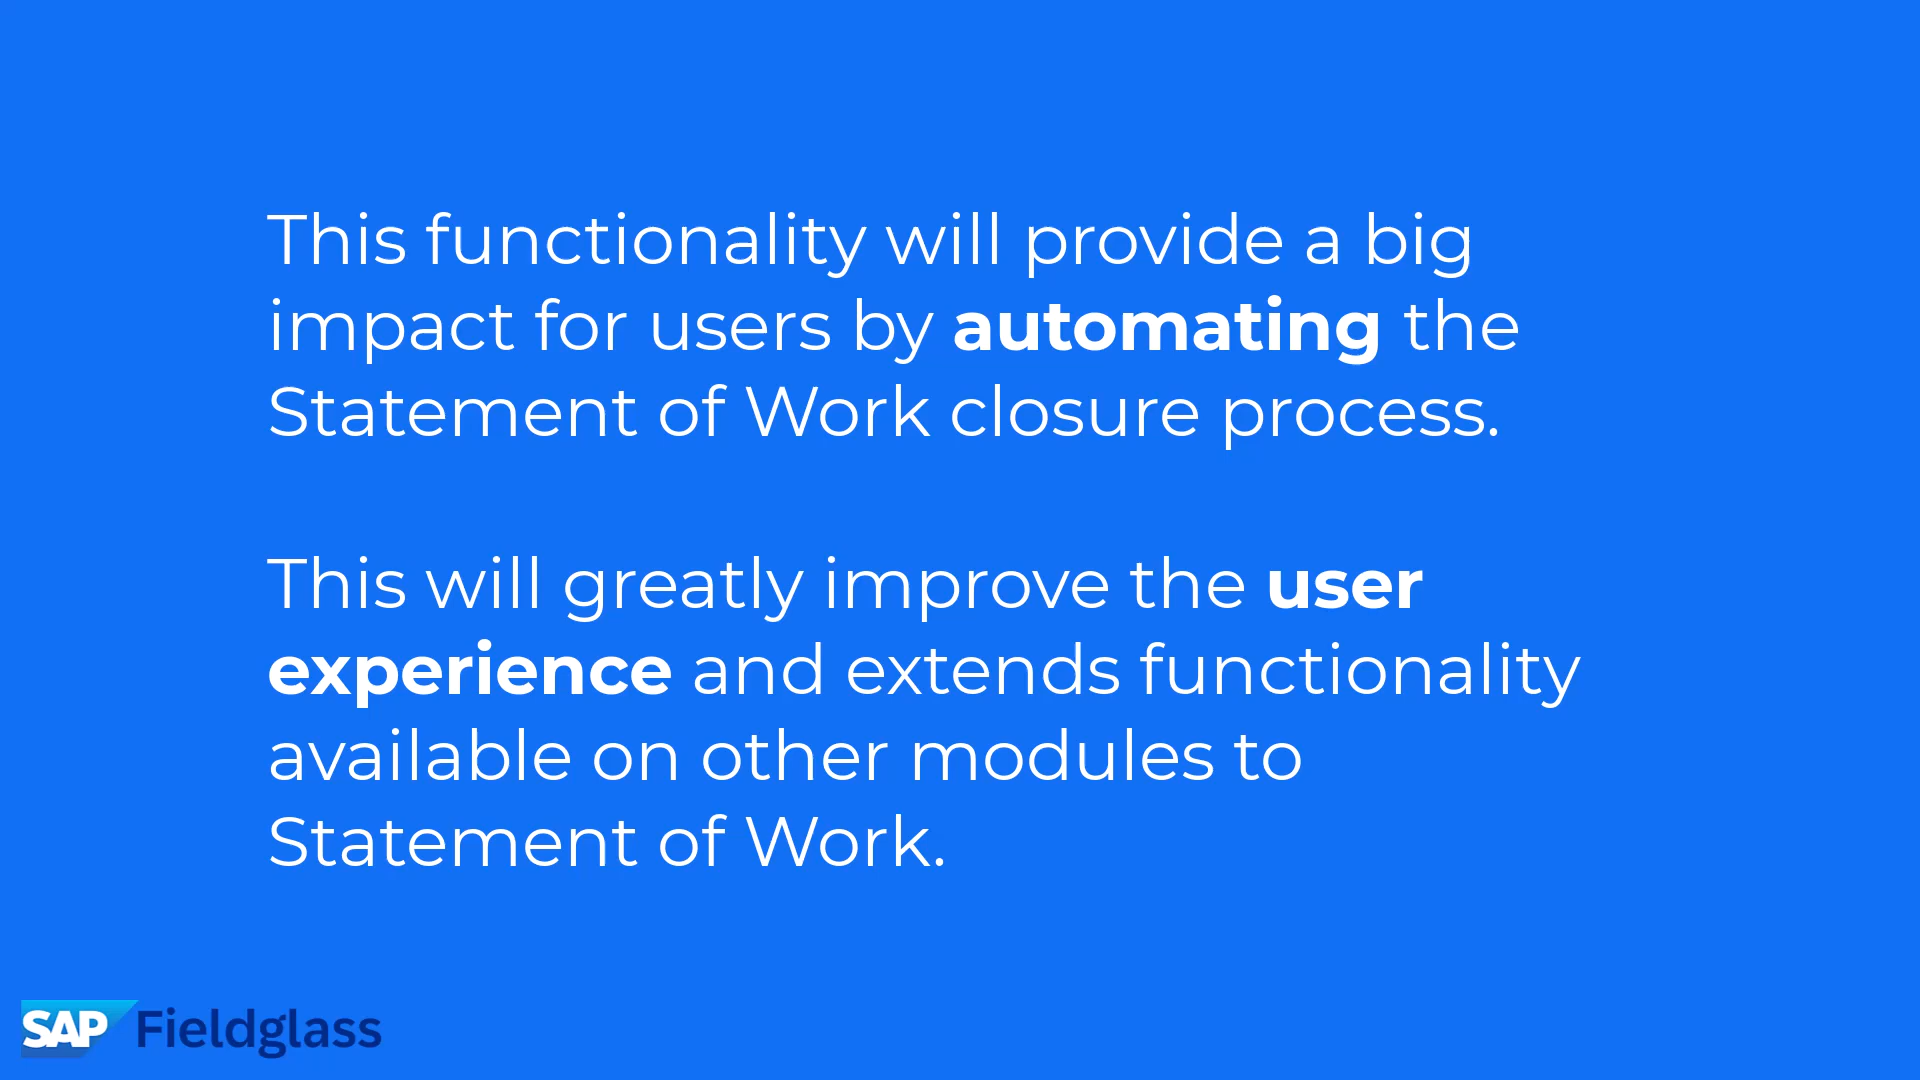 This functionality will provide a big
impact for users by automating the
Statement of Work closure process.
This will greatly improve the user
experience and extends functionality
available on other modules to
Statement of Work.
SAP Fieldglass